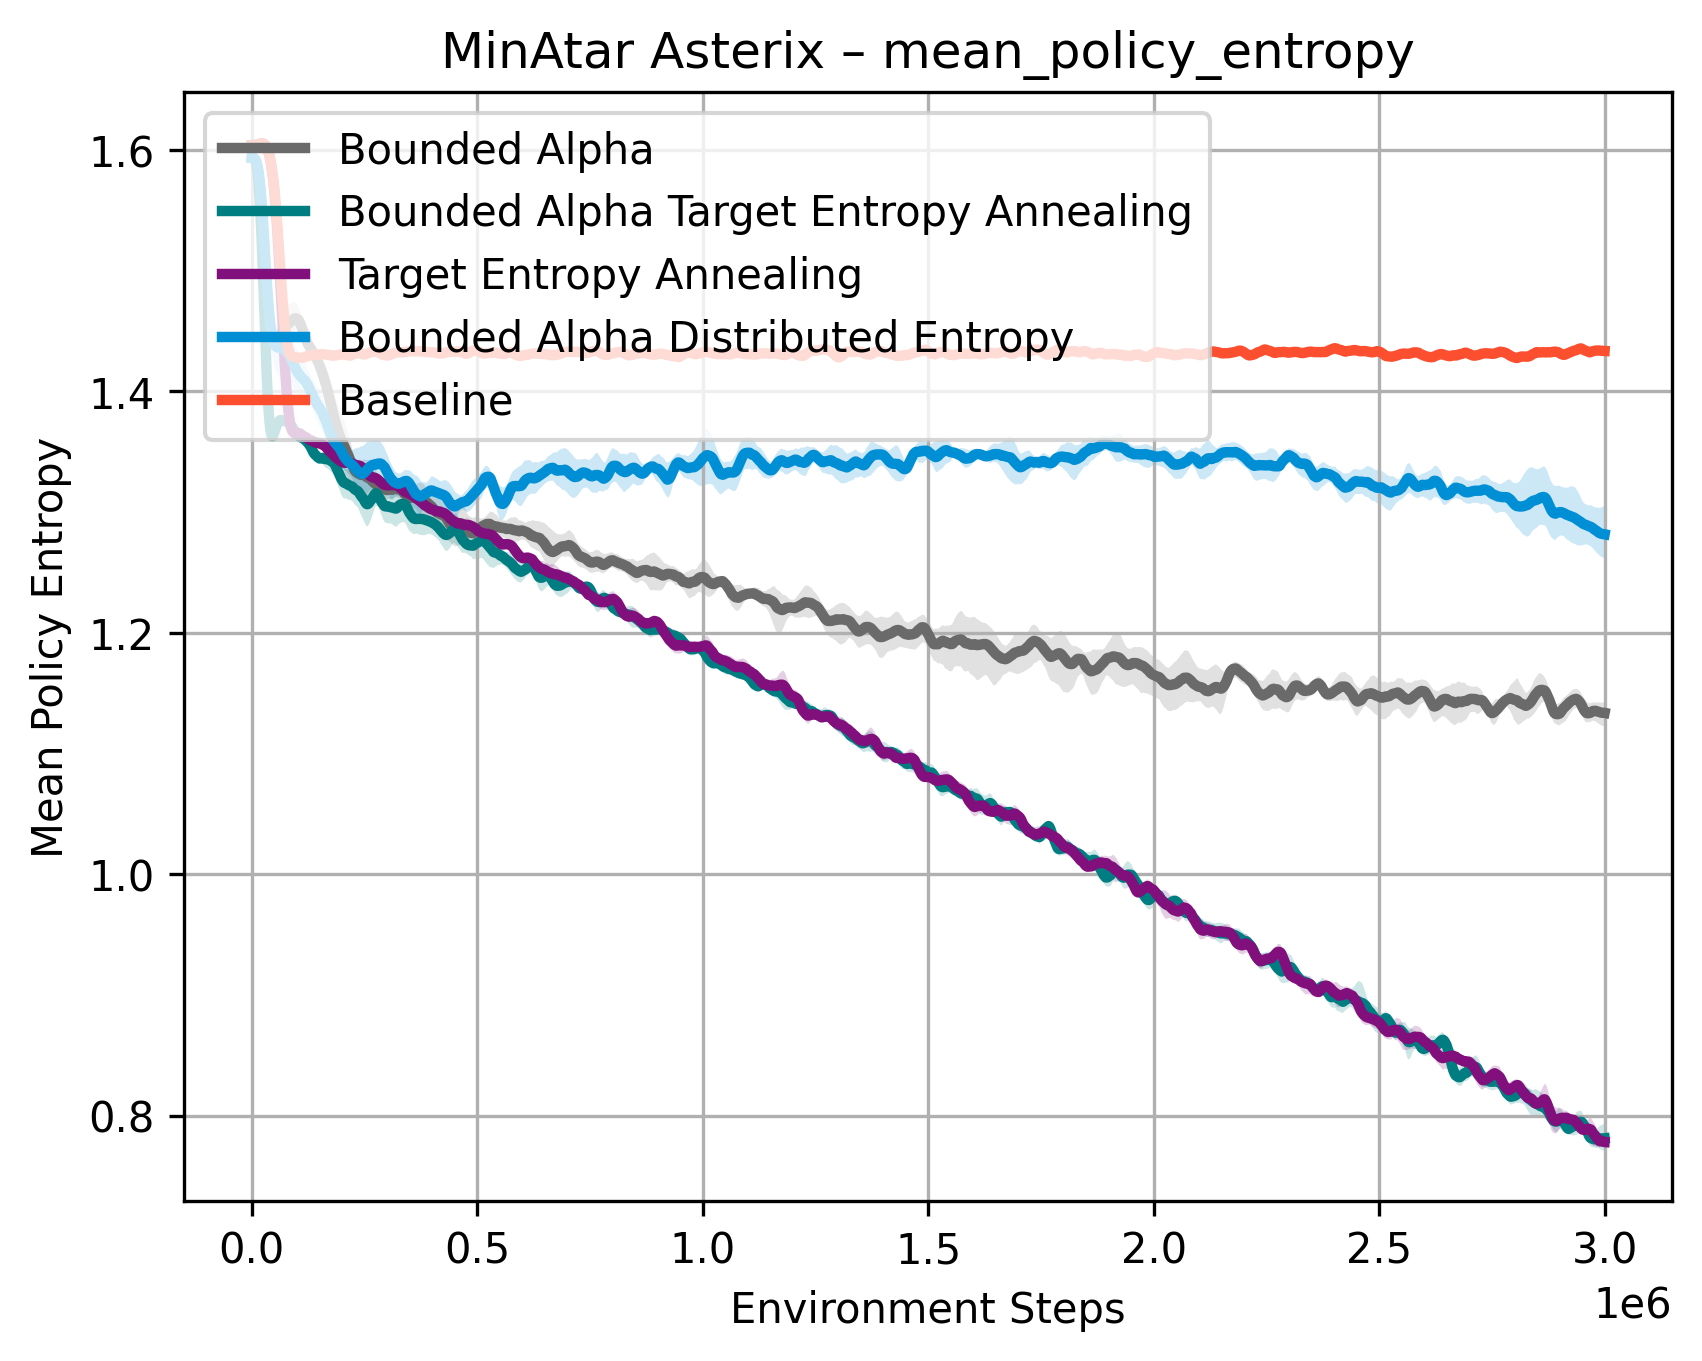 MinAtar Asterix – mean_policy_entropy
Bounded Alpha
Bounded Alpha Target Entropy Annealing
Target Entropy Annealing
Bounded Alpha Distributed Entropy
Baseline
1.6
1.4
1.2
1.0
0.8
Mean Policy Entropy
0.0 0.5 1.0 1.5 2.0 2.5 3.0
1e6
Environment Steps